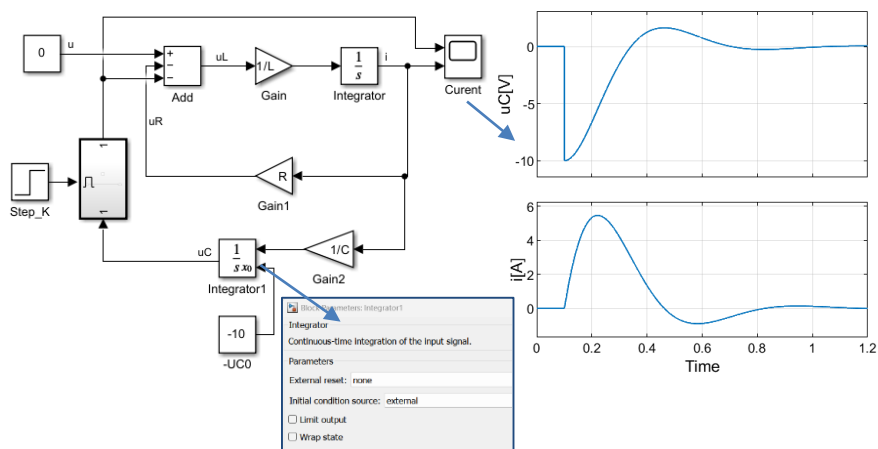 0
u
+
−
−
Add
uL
1/L
Gain
1
s
Integrator
i
Curent
uR
R
Gain1
Step_K
1
1
uC
1
s x0
Integrator1
1/C
Gain2
-10
-UC0
Block Parameters: Integrator1
Integrator
Continuous-time integration of the input signal.
Parameters
External reset: none
Initial condition source: external
Limit output
Wrap state
uC[V]
0
-5
-10
i[A]
6
4
2
0
0
0.2
0.4
0.6
0.8
1
1.2
Time